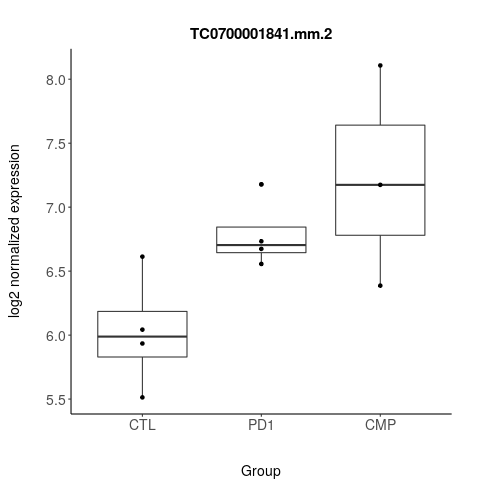 TC0700001841.mm.2
log2 normalized expression
8.0
7.5
7.0
6.5
6.0
5.5
CTL
PD1
CMP
Group